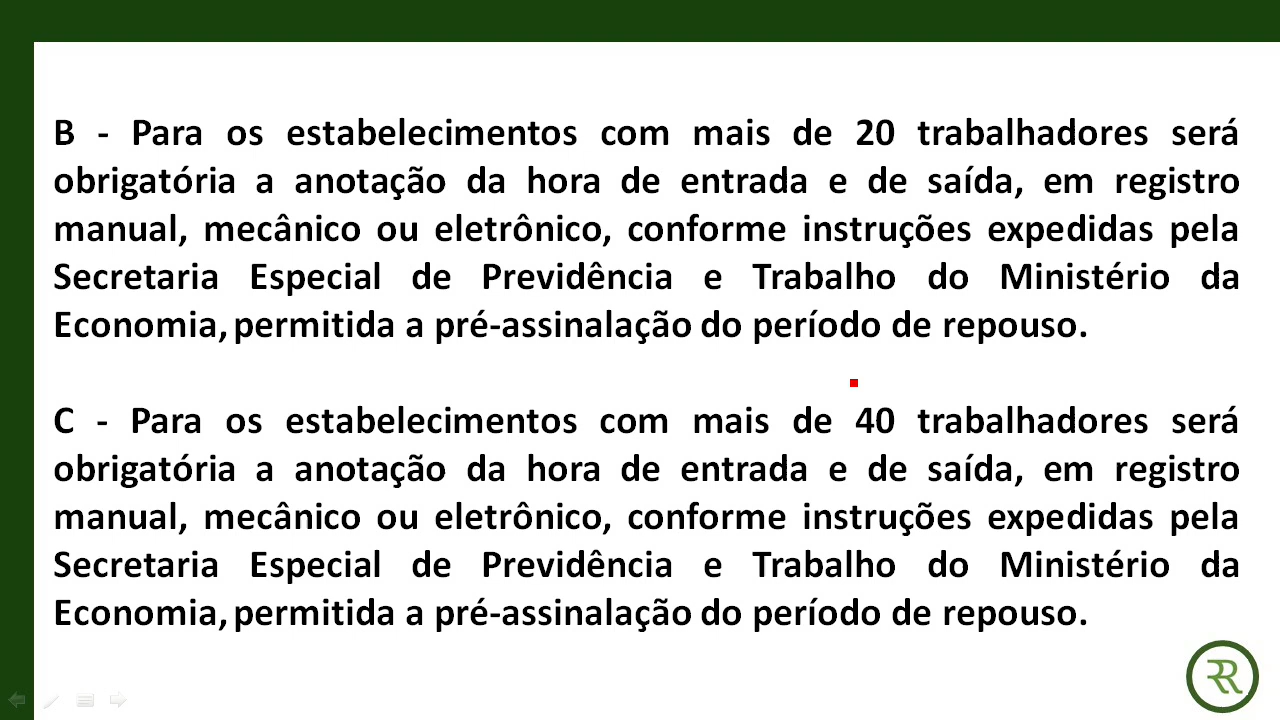 B - Para os estabelecimentos com mais de 20 trabalhadores será
obrigatória a anotação da hora de entrada e de saída, em registro
manual, mecânico ou eletrônico, conforme instruções expedidas pela
Secretaria Especial de Previdência e Trabalho do Ministério da
Economia, permitida a pré-assinalação do período de repouso.
C - Para os estabelecimentos com mais de 40 trabalhadores será
obrigatória a anotação da hora de entrada e de saída, em registro
manual, mecânico ou eletrônico, conforme instruções expedidas pela
Secretaria Especial de Previdência e Trabalho do Ministério da
Economia, permitida a pré-assinalação do período de repouso.
RR